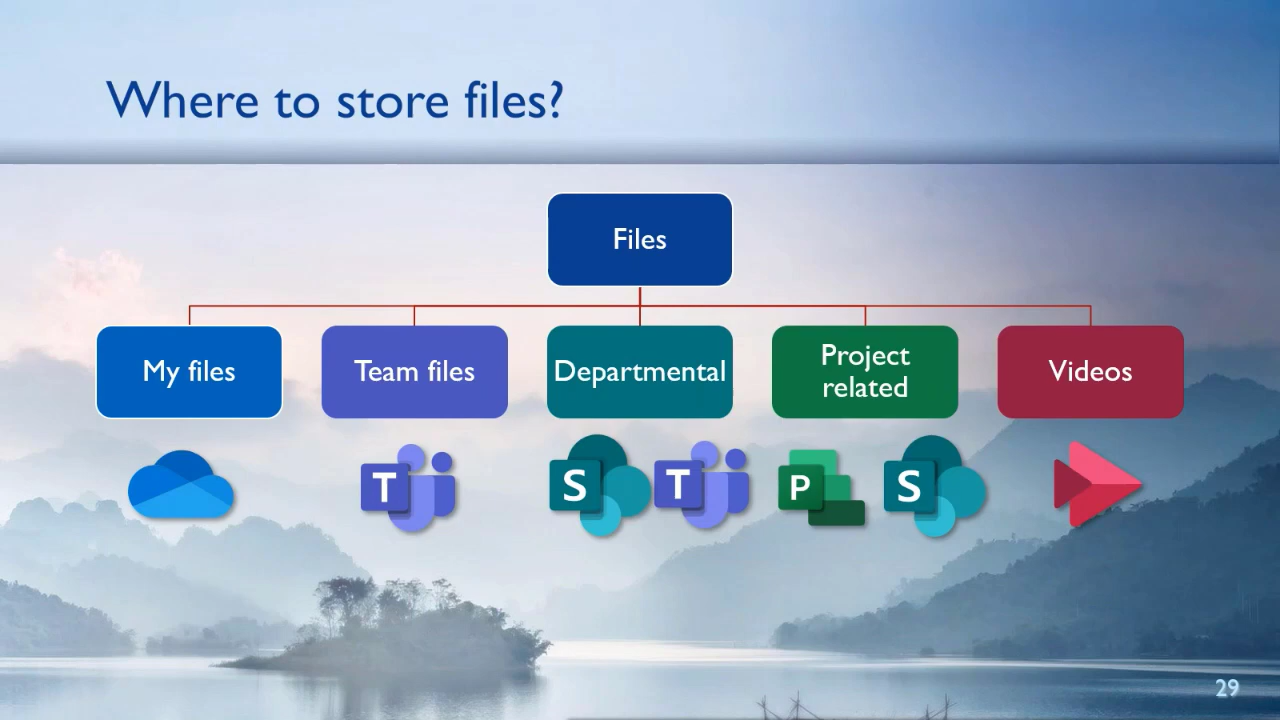 Where to store files?
Files
My files
Team files
Departmental
Project
related
Videos
T
S
T
P
S
29